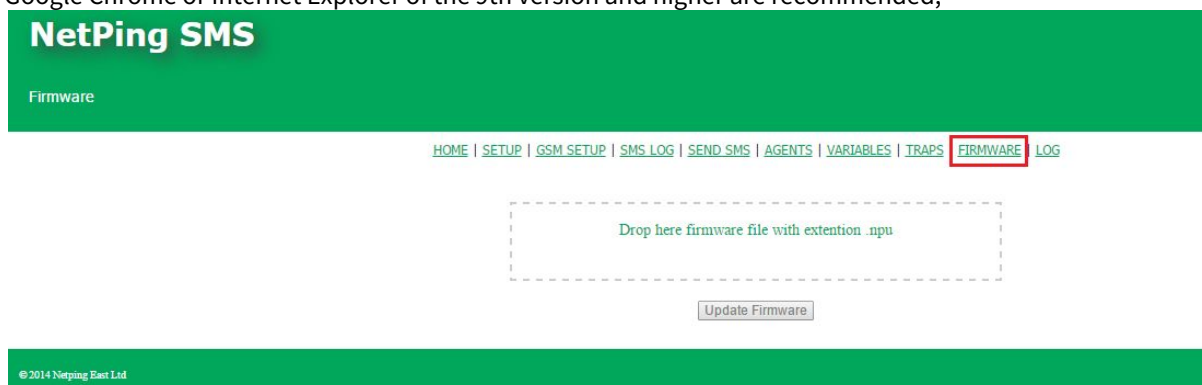 Google Chrome or Internet Explorer of the 9th version and higher are recommended;
NetPing SMS
Firmware
HOME | SETUP | GSM SETUP | SMS LOG | SEND SMS | AGENTS | VARIABLES | TRAPS | FIRMWARE | LOG
Drop here firmware file with extention .npu
Update Firmware
© 2014 Netping East Ltd